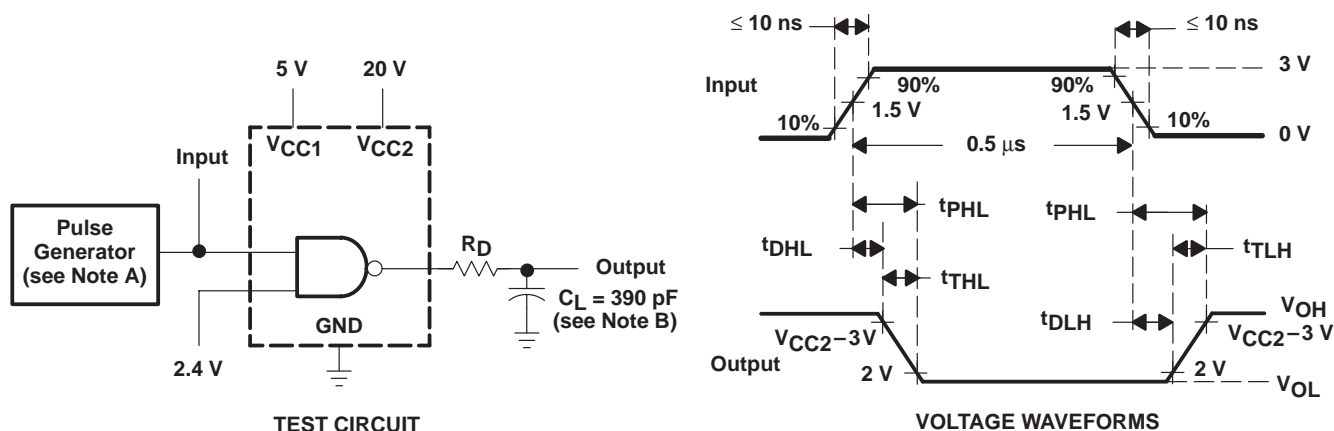 5 V
20 V
VCC1
VCC2
Input
Pulse
Generator
(see Note A)
RD
Output
CL = 390 pF
(see Note B)
GND
2.4 V
TEST CIRCUIT
≤ 10 ns
≤ 10 ns
3 V
Input
90%
90%
1.5 V
1.5 V
10%
10%
0 V
0.5 μs
tPHL
tPHL
tDHL
tTLH
tTHL
tDLH
VOH
VCC2−3 V
VCC2−3 V
Output
2 V
2 V
VOL
VOLTAGE WAVEFORMS